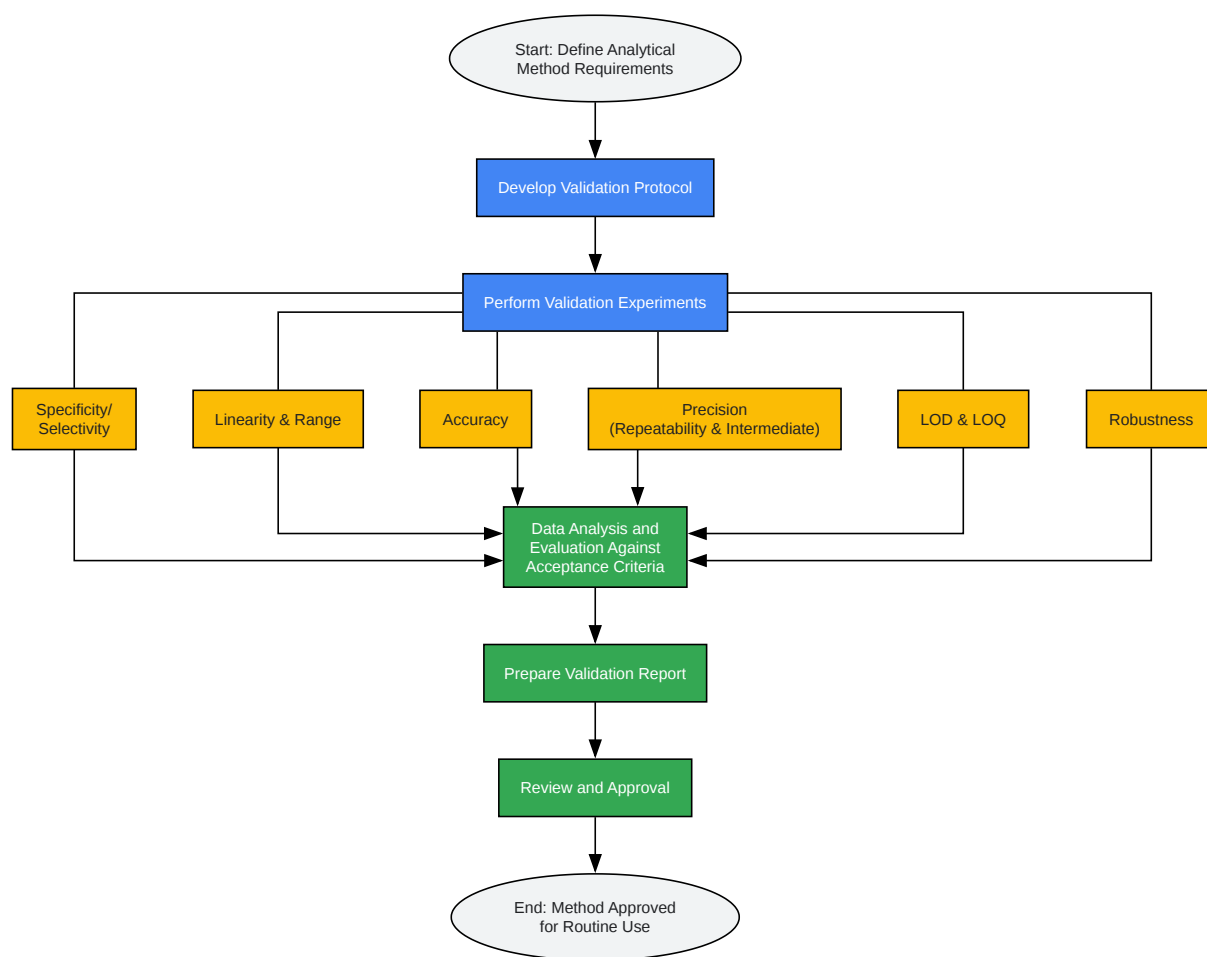 Start: Define Analytical
Method Requirements
Develop Validation Protocol
Perform Validation Experiments
Specificity/
Selectivity
Linearity & Range
Accuracy
Precision
(Repeatability & Intermediate)
LOD & LOQ
Robustness
Data Analysis and
Evaluation Against
Acceptance Criteria
Prepare Validation Report
Review and Approval
End: Method Approved
for Routine Use